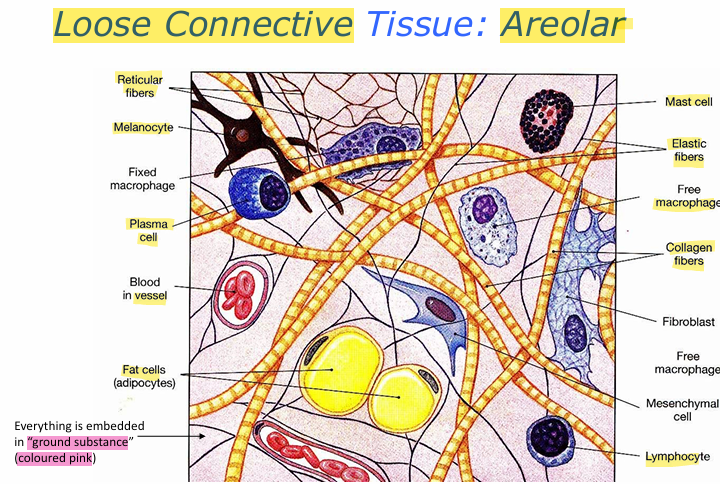 Loose Connective Tissue: Areolar
Reticular
fibers
Melanocyte
Fixed
macrophage
Plasma
cell
Blood
in vessel
Fat cells
(adipocytes)
Everything is embedded
in “ground substance”
(coloured pink)
Mast cell
Elastic
fibers
Free
macrophage
Collagen
fibers
Fibroblast
Free
macrophage
Mesenchymal
cell
Lymphocyte